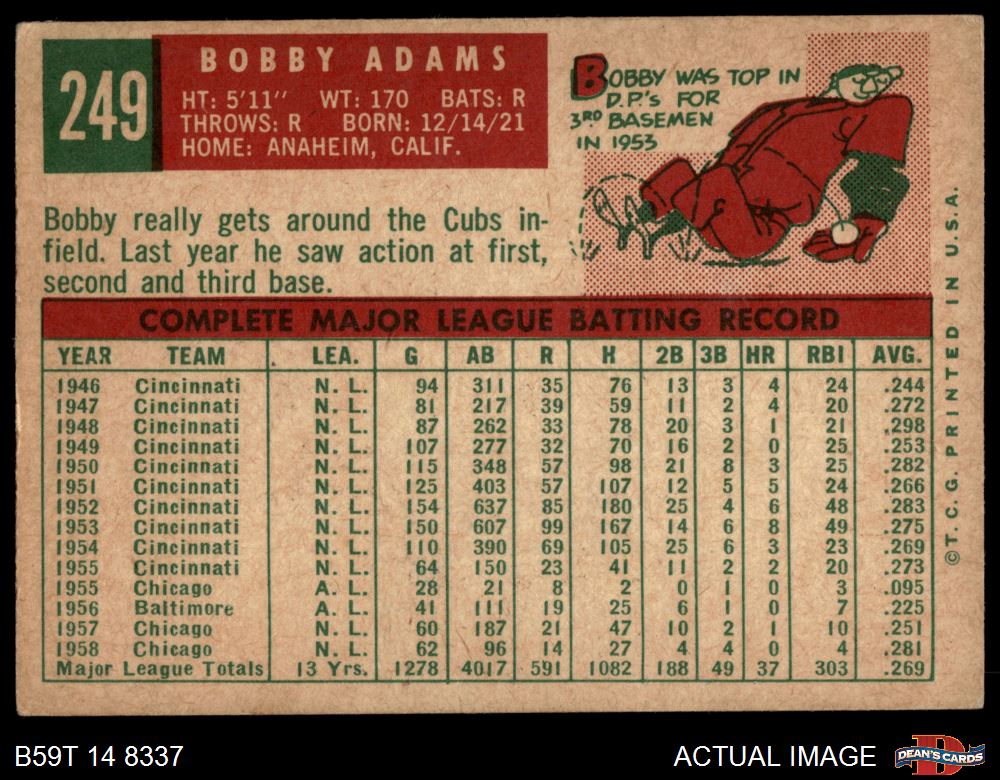 249
BOBBY ADAMS
HT: 5'11" WT: 170 BATS: R
THROWS: R BORN: 12/14/21
HOME: ANAHEIM, CALIF.
BOBBY WAS TOP IN
D.P.'s FOR
3RD BASEMEN
IN 1953
Bobby really gets around the Cubs in-
field. Last year he saw action at first,
second and third base.
COMPLETE MAJOR LEAGUE BATTING RECORD
YEAR TEAM LEA. G AB R H 2B 3B HR RBI AVG.
1946 Cincinnati N. L. 94 311 35 76 13 3 4 24 .244
1947 Cincinnati N. L. 81 217 39 59 11 2 4 20 .272
1948 Cincinnati N. L. 87 262 33 78 20 3 1 21 .298
1949 Cincinnati N. L. 107 277 32 70 16 2 0 25 .253
1950 Cincinnati N. L. 115 348 57 98 21 8 3 25 .282
1951 Cincinnati N. L. 125 403 57 107 12 5 5 24 .266
1952 Cincinnati N. L. 154 637 85 180 25 4 6 48 .283
1953 Cincinnati N. L. 150 607 99 167 14 6 8 49 .275
1954 Cincinnati N. L. 110 390 69 105 25 6 3 23 .269
1955 Cincinnati N. L. 64 150 23 41 11 2 2 20 .273
1955 Chicago A. L. 28 21 8 2 0 1 0 3 .095
1956 Baltimore A. L. 41 111 19 25 6 1 0 7 .225
1957 Chicago N. L. 60 187 21 47 10 2 1 10 .251
1958 Chicago N. L. 62 96 14 27 4 4 0 4 .281
Major League Totals 13 Yrs. 1278 4017 591 1082 188 49 37 303 .269
©T. C. G. PRINTED IN U.S.A.
B59T 14 8337
ACTUAL IMAGE
D
DEAN'S CARDS